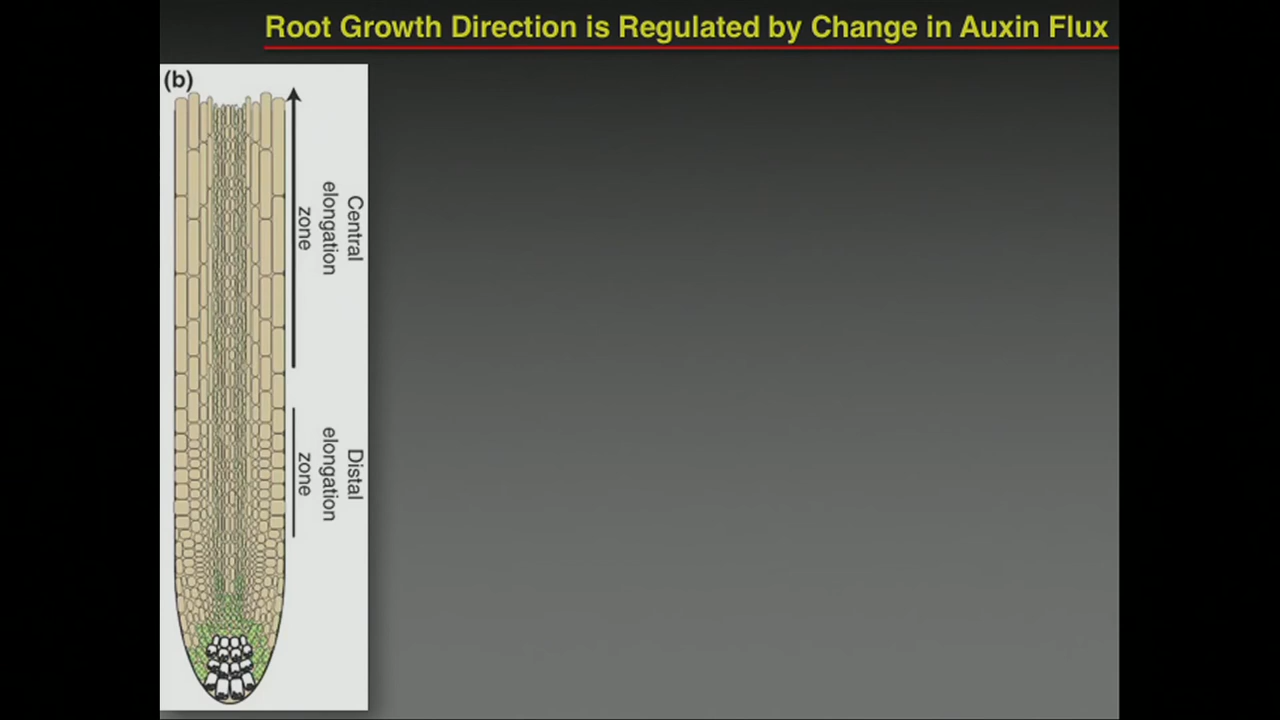 Root Growth Direction is Regulated by Change in Auxin Flux
(b)
Central
elongation
zone
Distal
elongation
zone